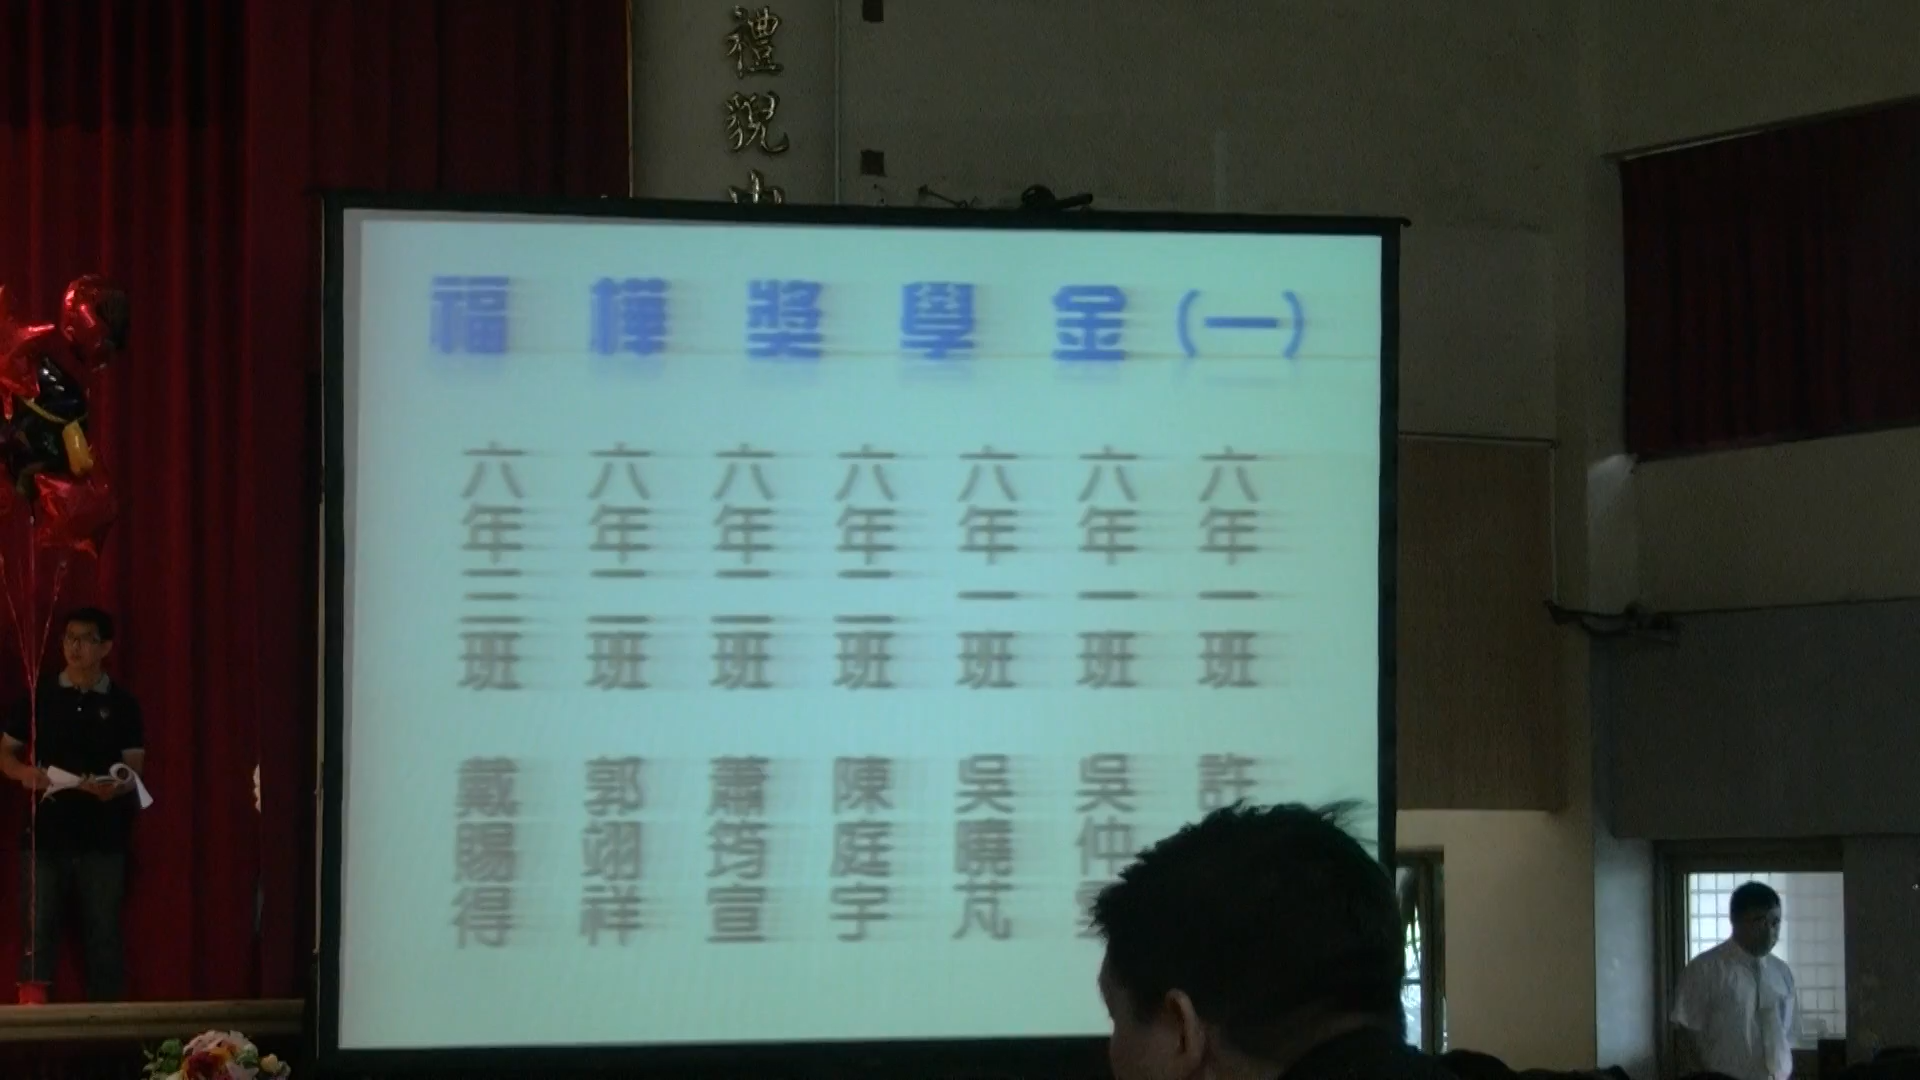 禮貌
福樺獎學金(一)
六年一班 許
六年一班 吳仲
六年一班 吳曉芃
六年二班 陳庭宇
六年二班 蕭筠宣
六年二班 郭翊祥
六年三班 戴賜得